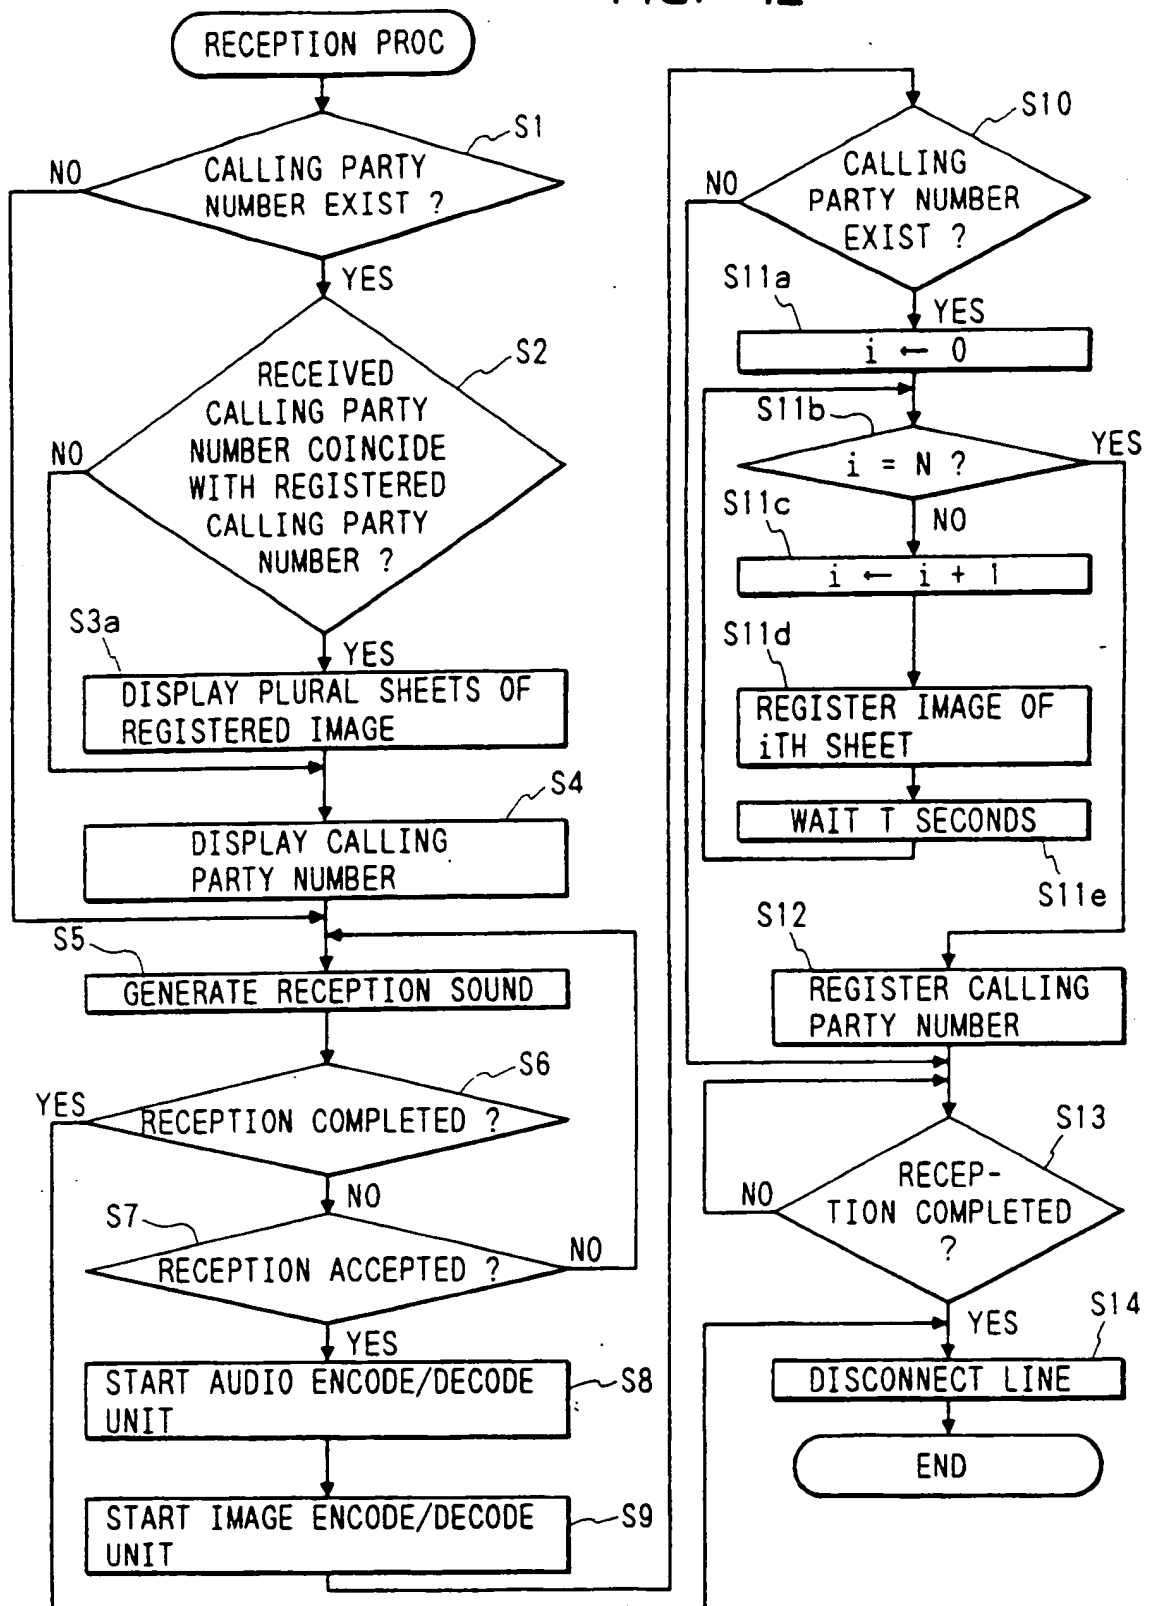 RECEPTION PROC
S1
CALLING PARTY
NUMBER EXIST ?
NO
YES
S2
RECEIVED
CALLING PARTY
NUMBER COINCIDE
WITH REGISTERED
CALLING PARTY
NUMBER ?
NO
YES
S3a
DISPLAY PLURAL SHEETS OF
REGISTERED IMAGE
S4
DISPLAY CALLING
PARTY NUMBER
S5
GENERATE RECEPTION SOUND
S6
YES
RECEPTION COMPLETED ?
NO
S7
RECEPTION ACCEPTED ?
NO
YES
START AUDIO ENCODE/DECODE
UNIT
S8
START IMAGE ENCODE/DECODE
UNIT
S9
S10
CALLING
PARTY NUMBER
EXIST ?
NO
YES
S11a
i ← 0
S11b
i = N ?
YES
NO
S11c
i ← i + 1
S11d
REGISTER IMAGE OF
iTH SHEET
WAIT T SECONDS
S11e
S12
REGISTER CALLING
PARTY NUMBER
S13
RECEP-
TION COMPLETED
?
NO
YES
S14
DISCONNECT LINE
END